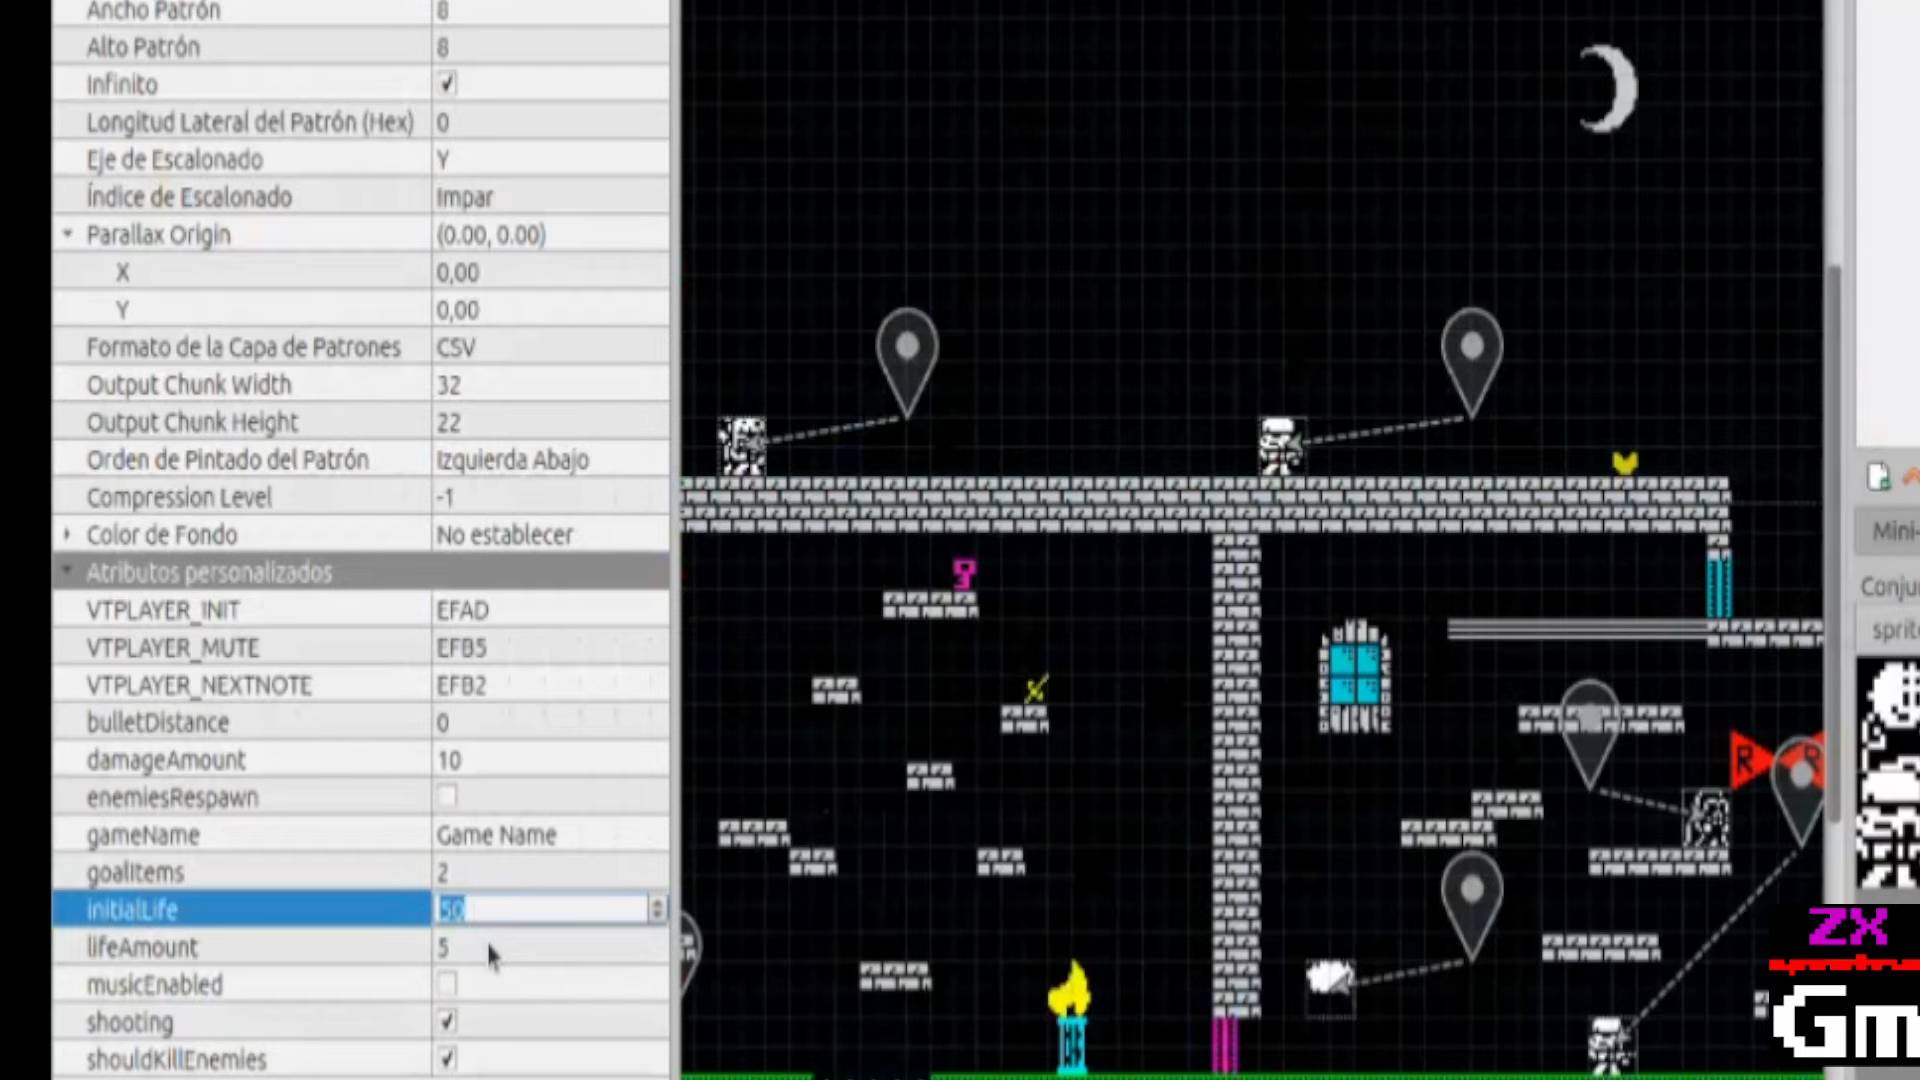 Ancho Patrón 8
Alto Patrón 8
Infinito
Longitud Lateral del Patrón (Hex) 0
Eje de Escalonado Y
Índice de Escalonado Impar
Parallax Origin (0.00, 0.00)
X 0,00
Y 0,00
Formato de la Capa de Patrones CSV
Output Chunk Width 32
Output Chunk Height 22
Orden de Pintado del Patrón Izquierda Abajo
Compression Level -1
Color de Fondo No establecer
Atributos personalizados
VTPLAYER_INIT EFAD
VTPLAYER_MUTE EFB5
VTPLAYER_NEXTNOTE EFB2
bulletDistance 0
damageAmount 10
enemiesRespawn
gameName Game Name
goalItems 2
initialLife 50
lifeAmount 5
musicEnabled
shooting
shouldKillEnemies
R
R
Mini-
Conju
sprite
ZX
Gm